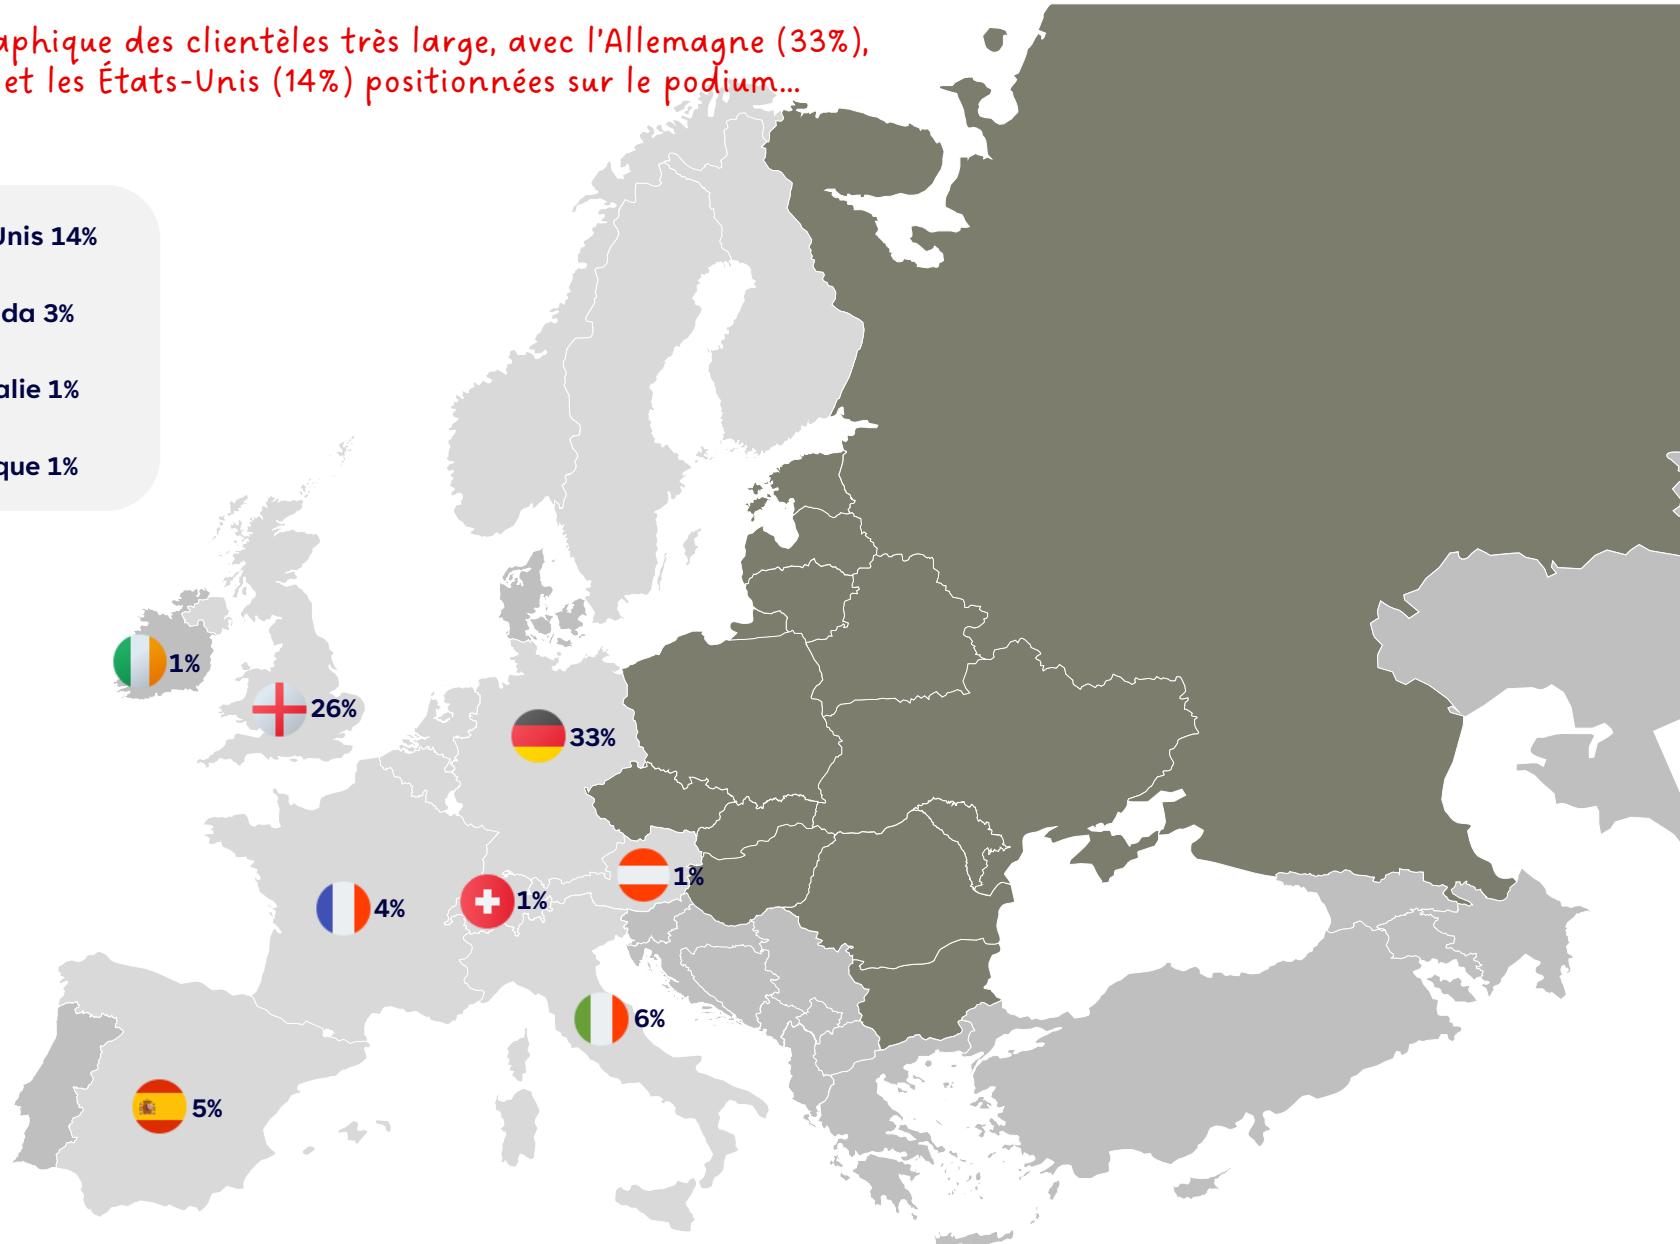 aphique des clientèles très large, avec l'Allemagne (33%),
et les États-Unis (14%) positionnées sur le podium...
Unis 14%
da 3%
alie 1%
que 1%
1%
26%
33%
1%
1%
4%
6%
5%